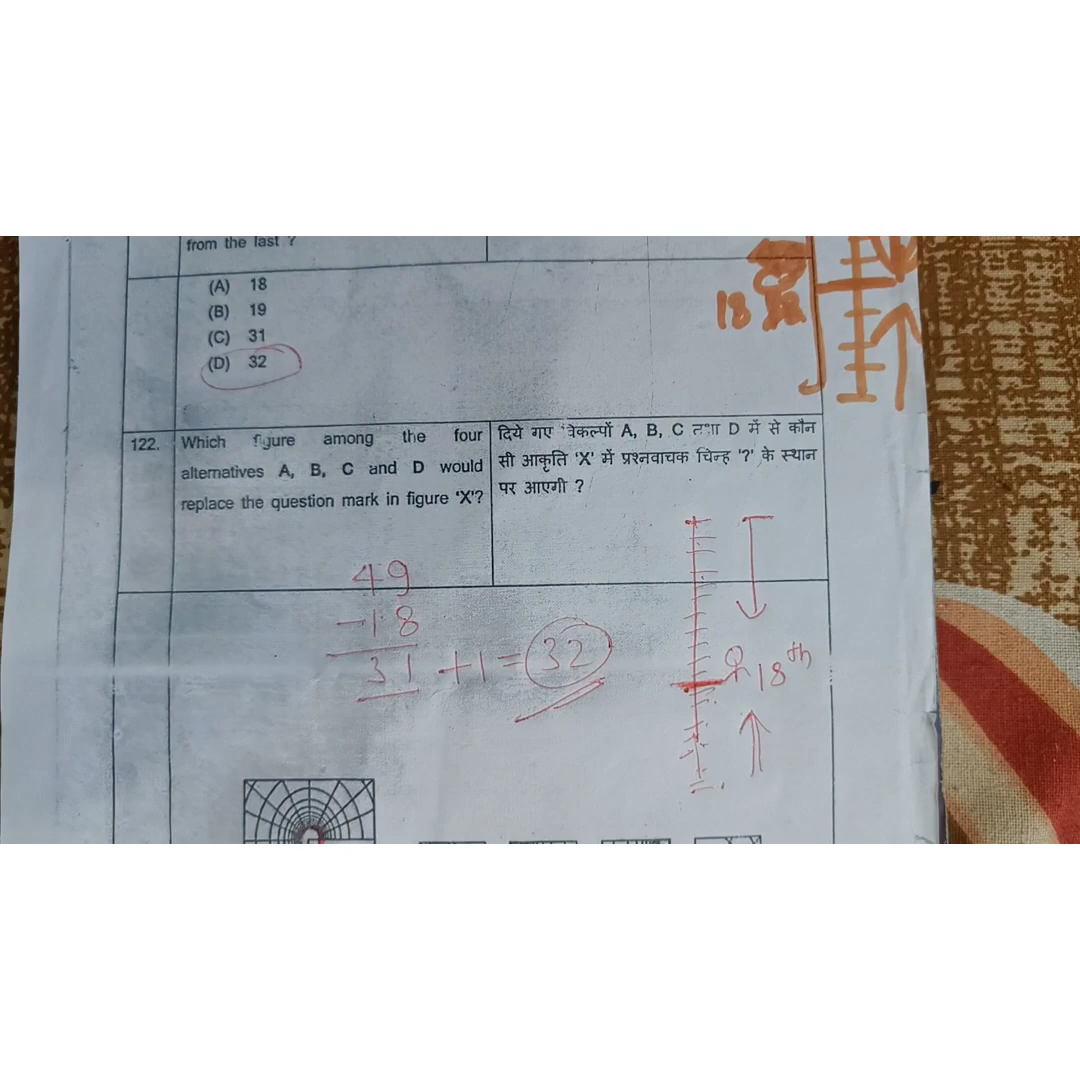 from the last ?
(A) 18
(B) 19
(C) 31
(D) 32
18
122. Which figure among the four
alternatives A, B, C and D would
replace the question mark in figure 'X'?
दिये गए विकल्पों A, B, C तथा D में से कौन
सी आकृति 'X' में प्रश्नवाचक चिन्ह '?' के स्थान
पर आएगी ?
49
-18
31 +1 = 32
18th